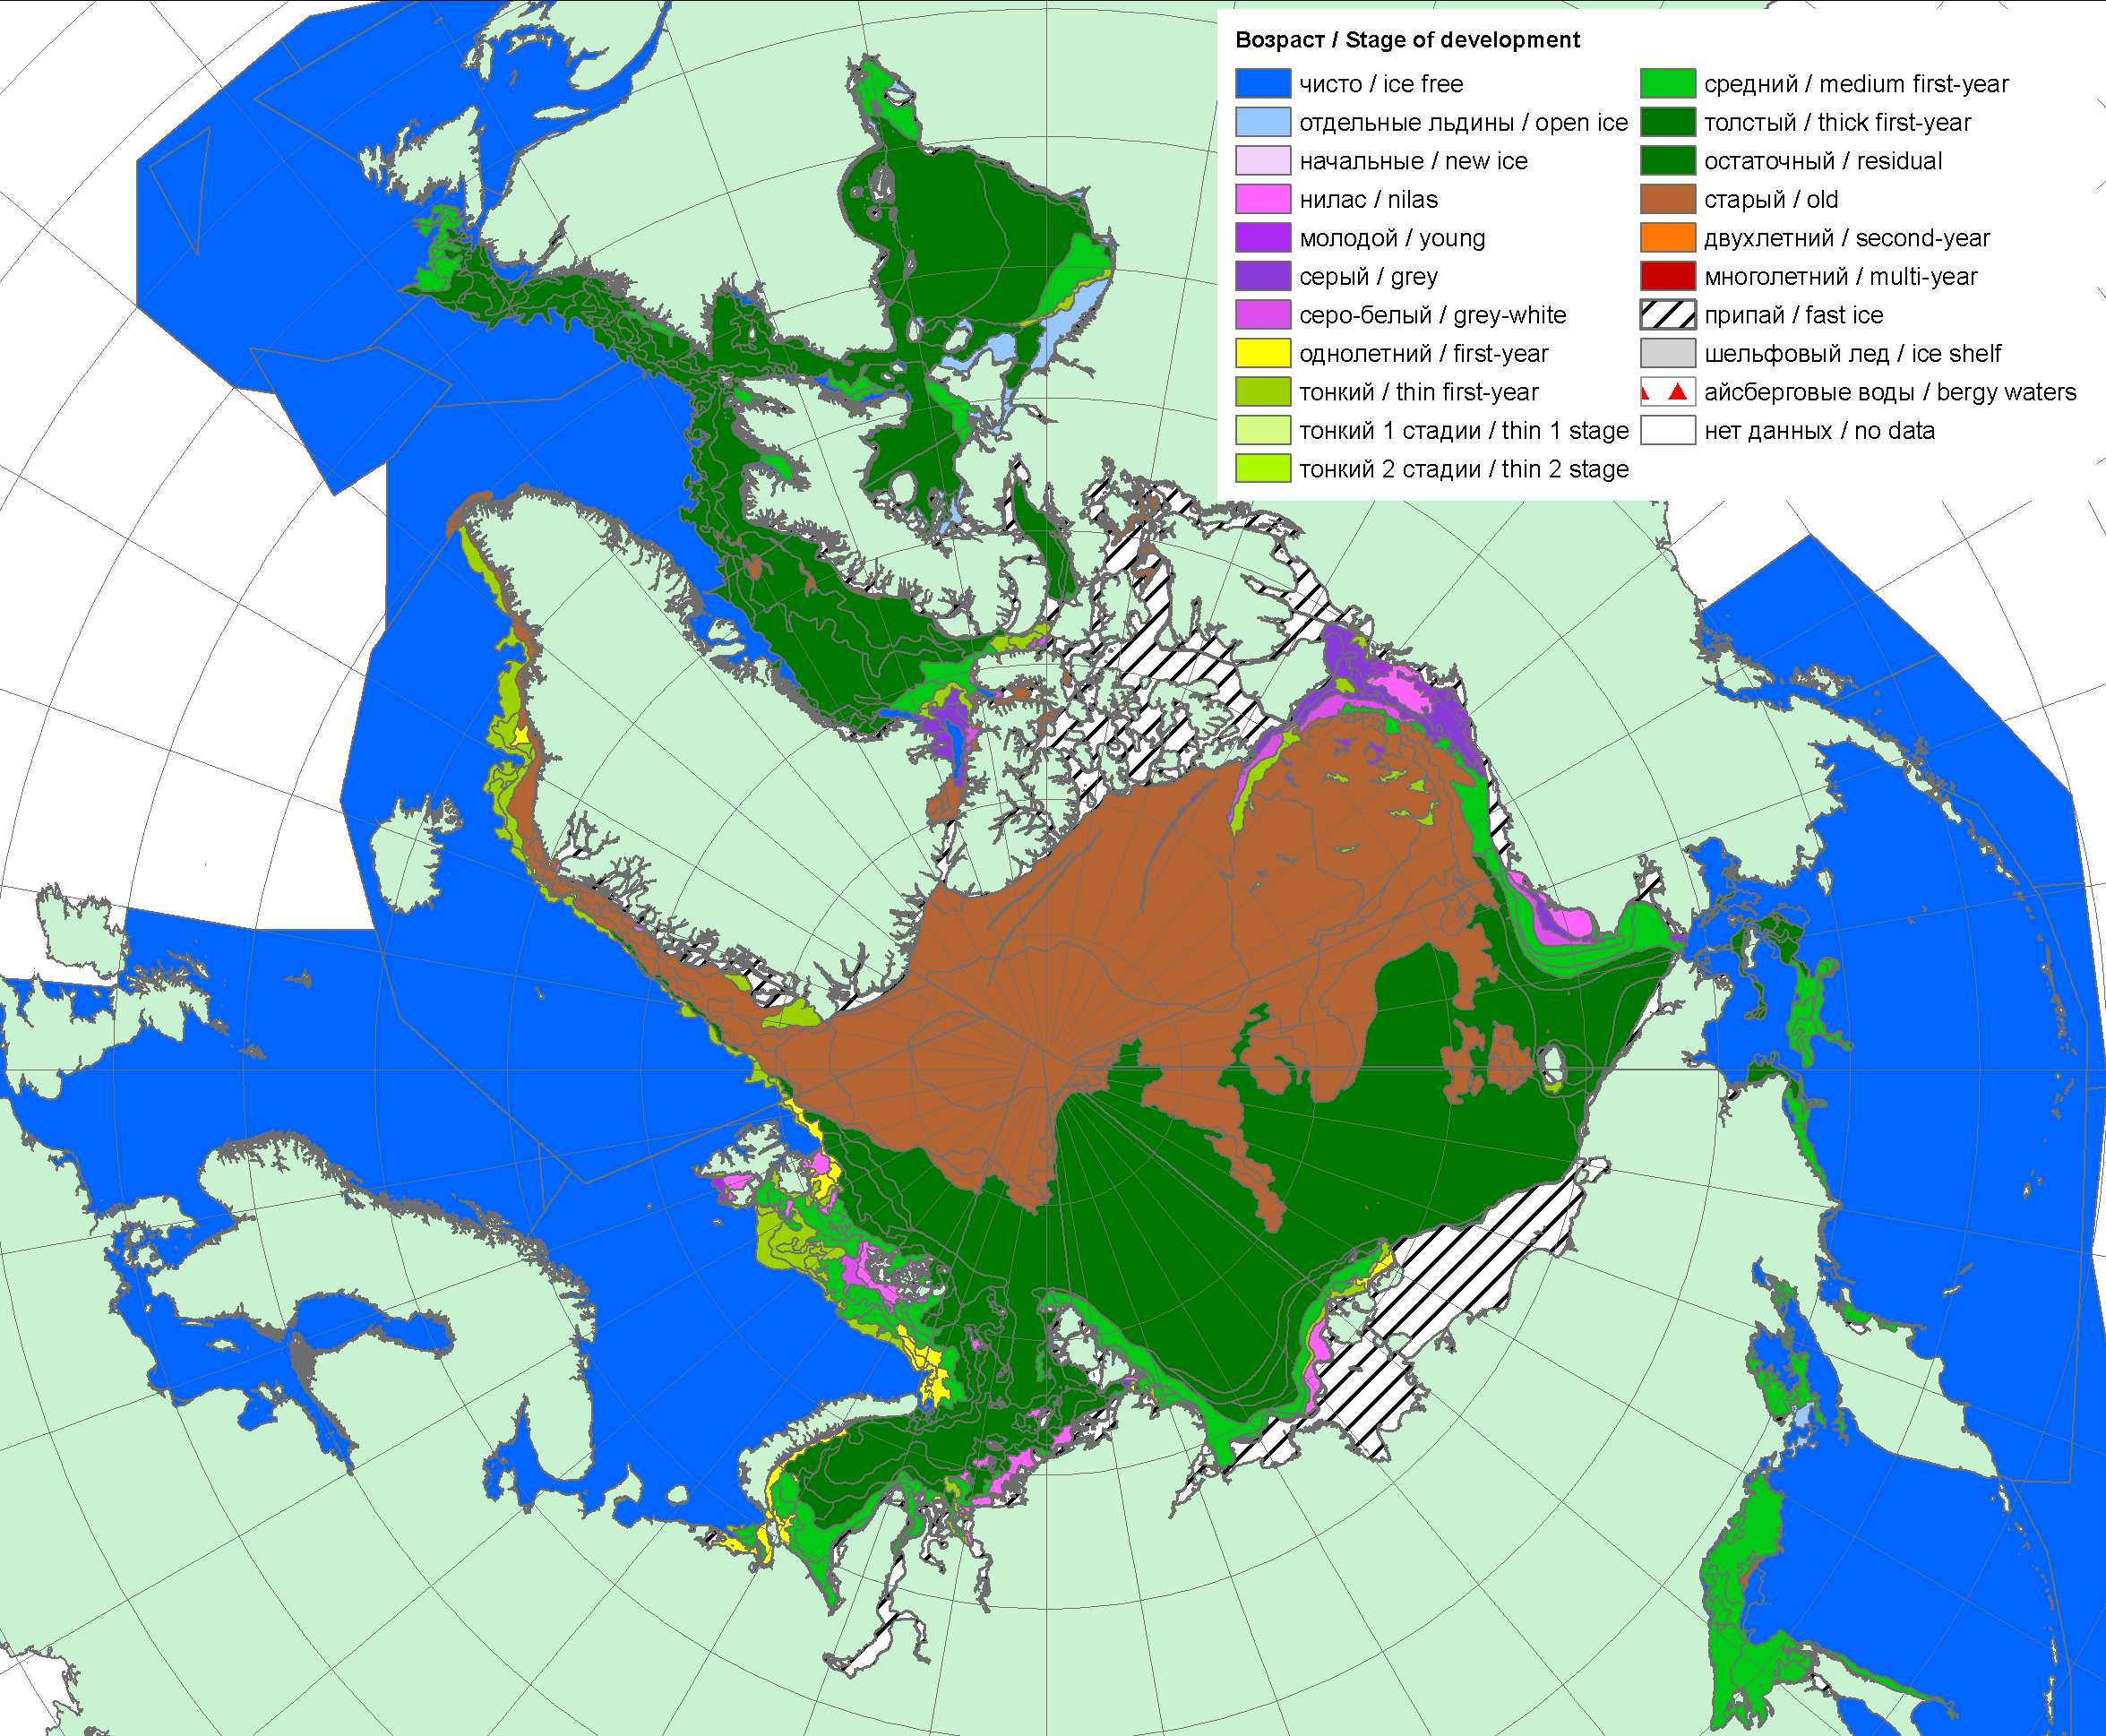 Возраст / Stage of development
чисто / ice free
отдельные льдины / open ice
начальные / new ice
нилас / nilas
молодой / young
серый / grey
серо-белый / grey-white
однолетний / first-year
тонкий / thin first-year
тонкий 1 стадии / thin 1 stage
тонкий 2 стадии / thin 2 stage
средний / medium first-year
толстый / thick first-year
остаточный / residual
старый / old
двухлетний / second-year
многолетний / multi-year
припай / fast ice
шельфовый лед / ice shelf
айсберговые воды / bergy waters
нет данных / no data